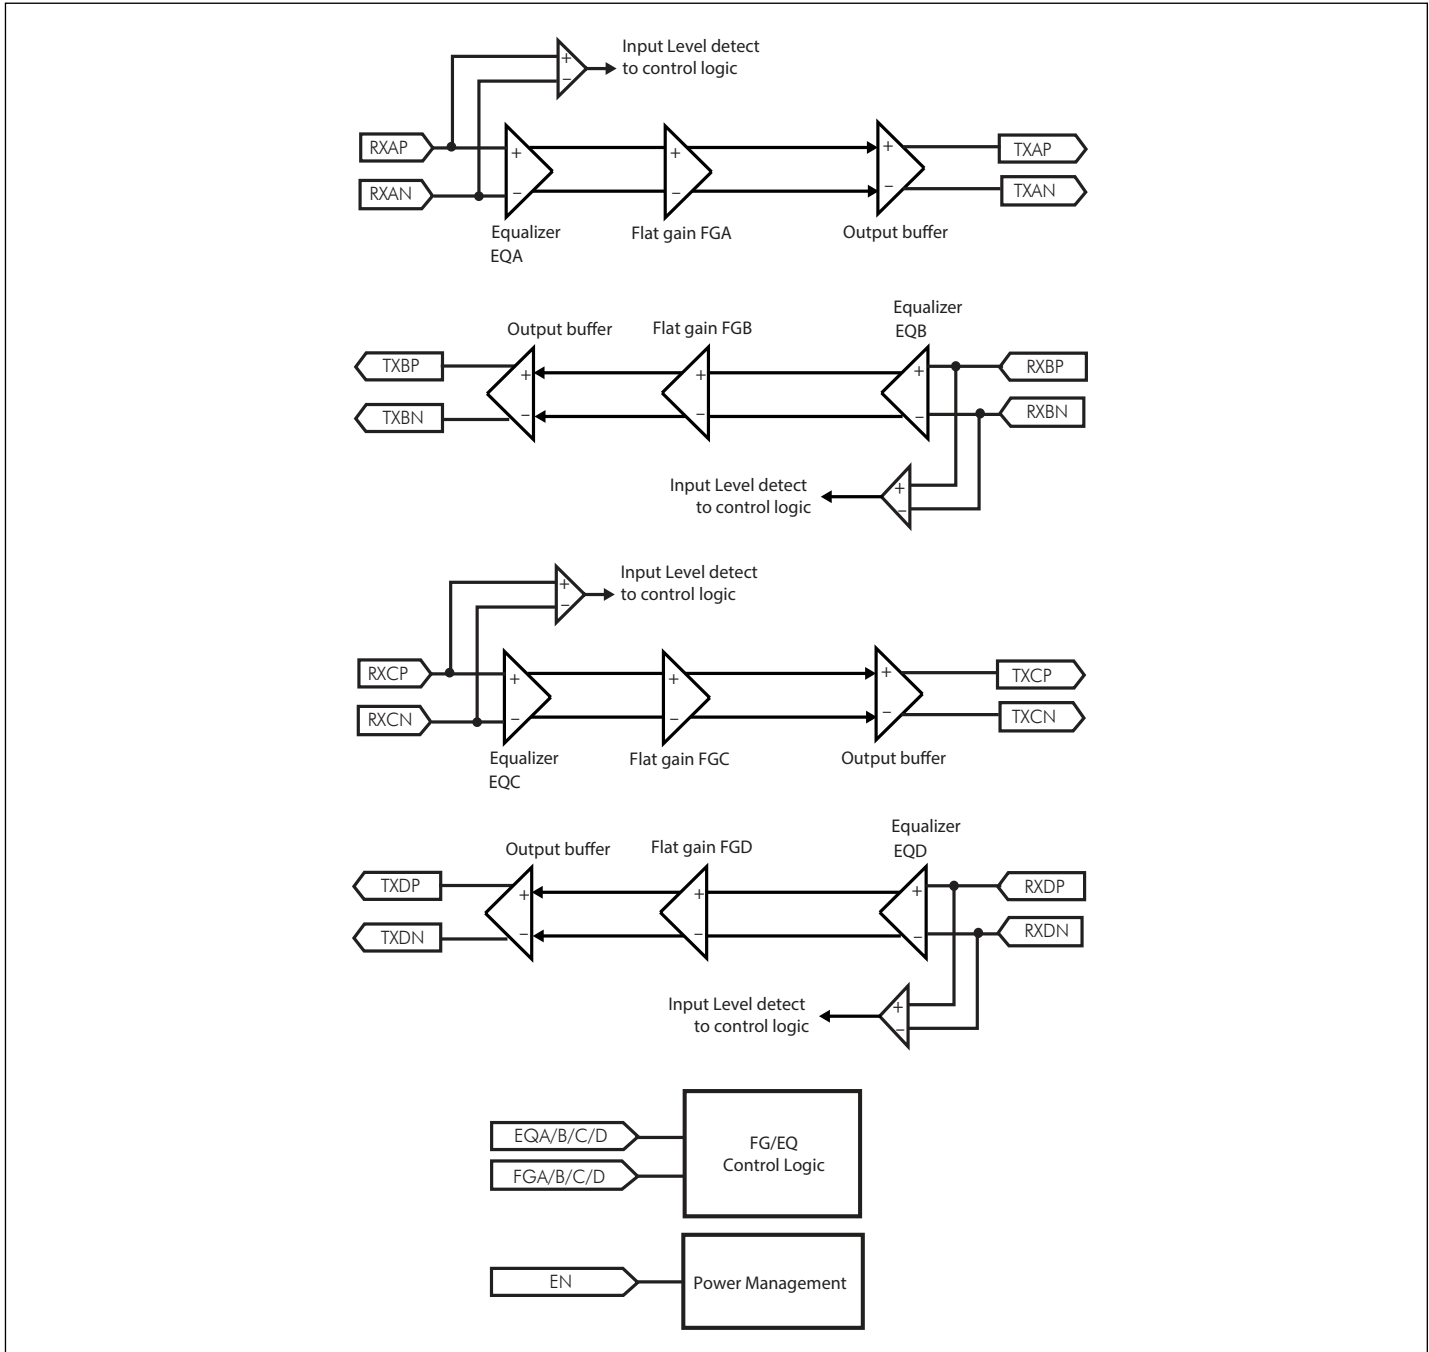 Input Level detect
to control logic
+
−
RXAP
RXAN
+
−
+
−
+
−
TXAP
TXAN
Equalizer
EQA
Flat gain FGA
Output buffer
Output buffer
Flat gain FGB
Equalizer
EQB
TXBP
TXBN
+
−
+
−
+
−
RXBP
RXBN
Input Level detect
to control logic
+
−
Input Level detect
to control logic
+
−
RXCP
RXCN
+
−
+
−
+
−
TXCP
TXCN
Equalizer
EQC
Flat gain FGC
Output buffer
Output buffer
Flat gain FGD
Equalizer
EQD
TXDP
TXDN
+
−
+
−
+
−
RXDP
RXDN
Input Level detect
to control logic
+
−
EQA/B/C/D
FGA/B/C/D
FG/EQ
Control Logic
EN
Power Management